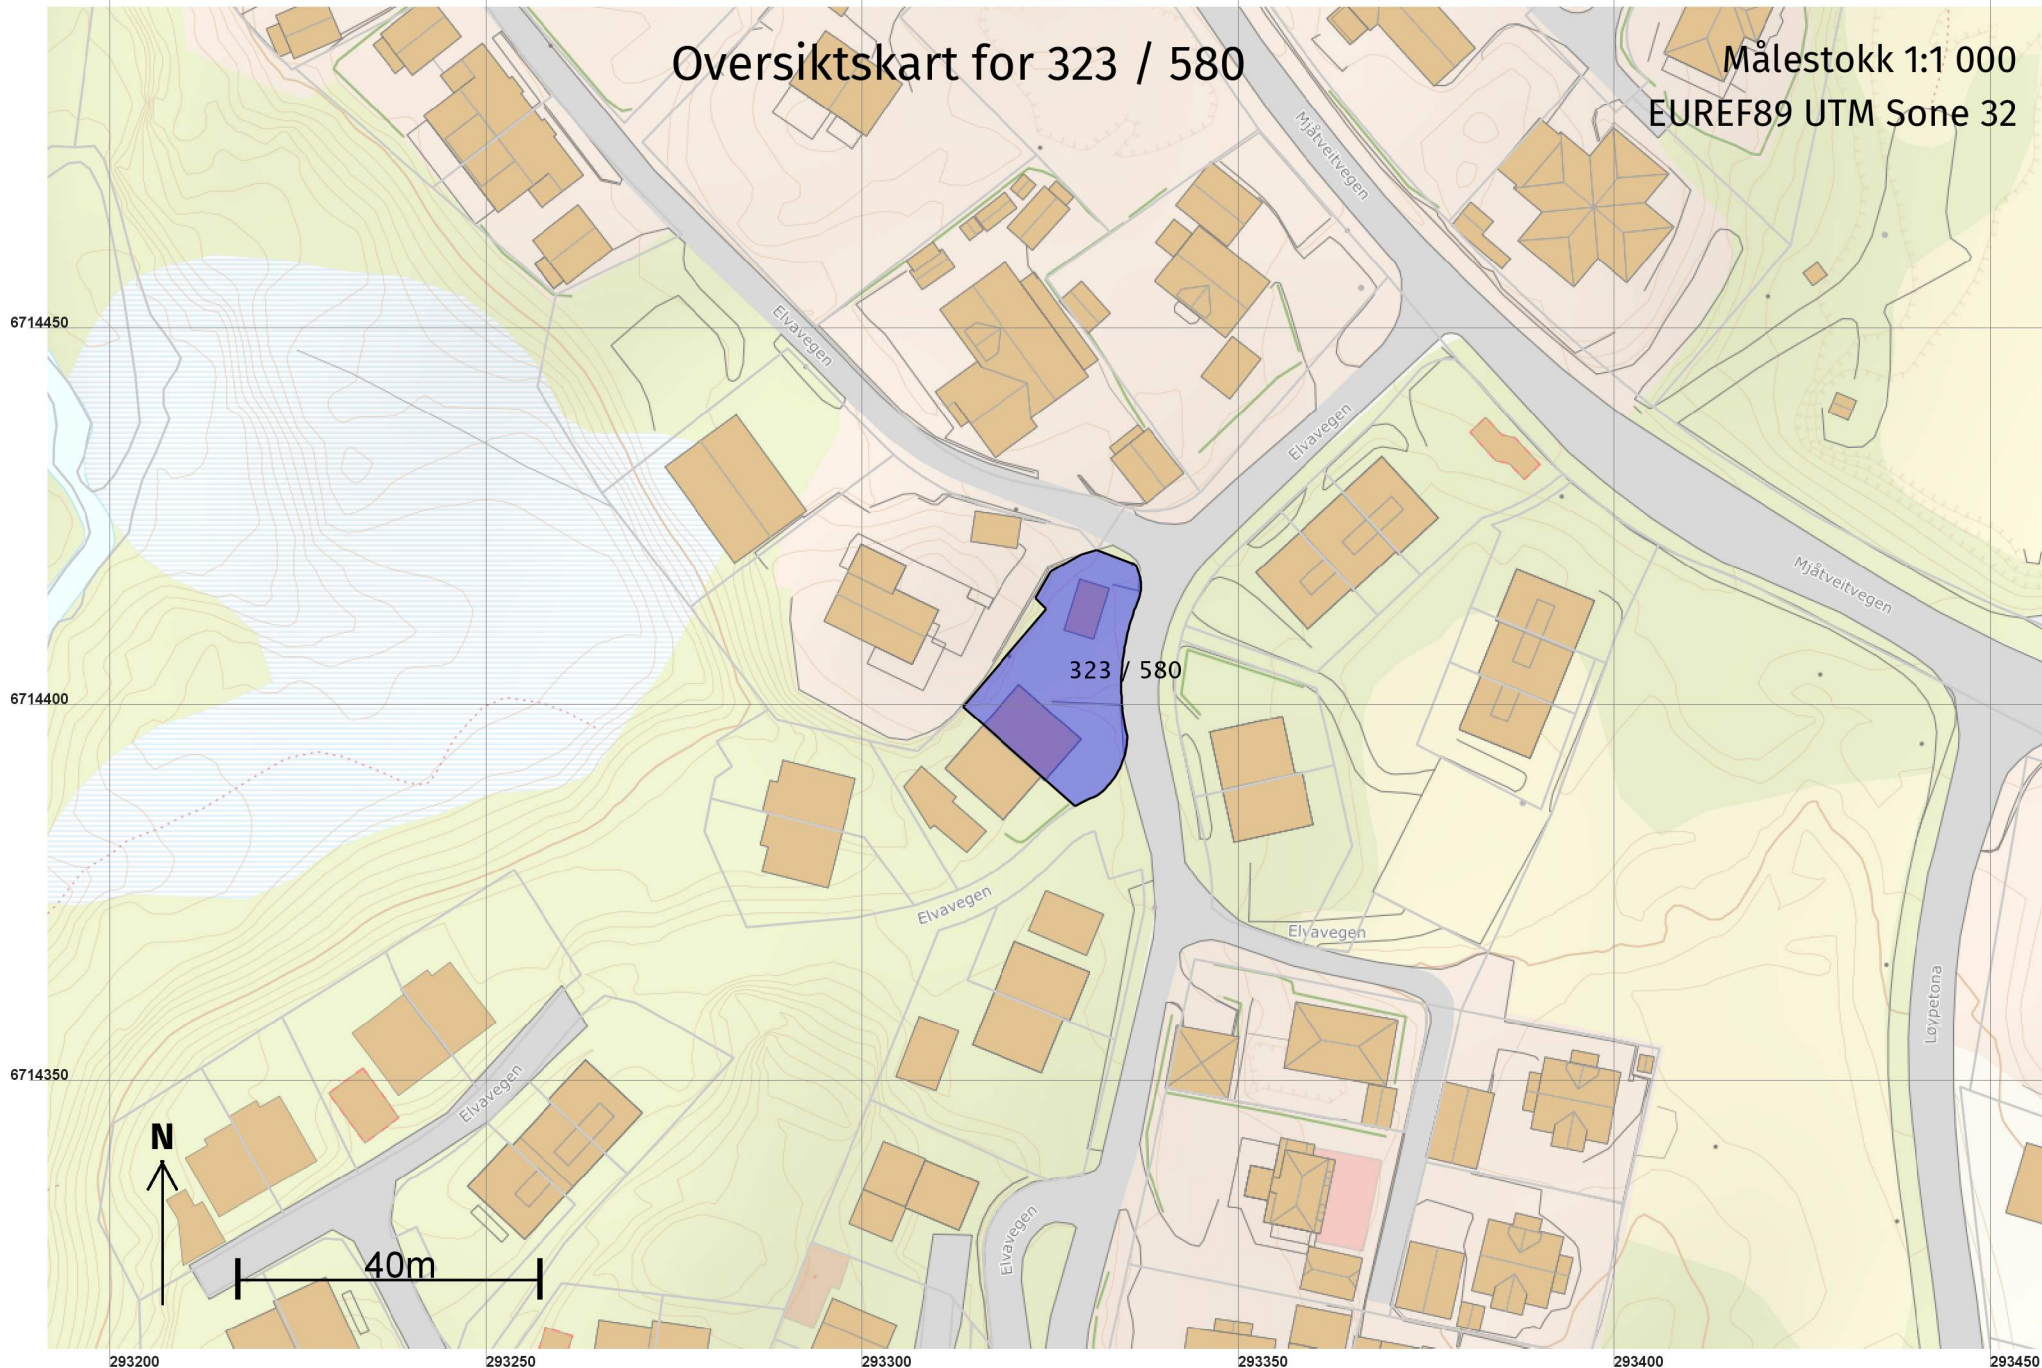 Oversiktskart for 323 / 580
Målestokk 1:1 000
EUREF89 UTM Sone 32
Mjåtveitvegen
Elvavegen
6714450
Elvavegen
Mjåtveitvegen
323 / 580
6714400
Elvavegen
Elvavegen
Løypetona
6714350
Elvavegen
N
Elvavegen
40m
293200
293250
293300
293350
293400
293450